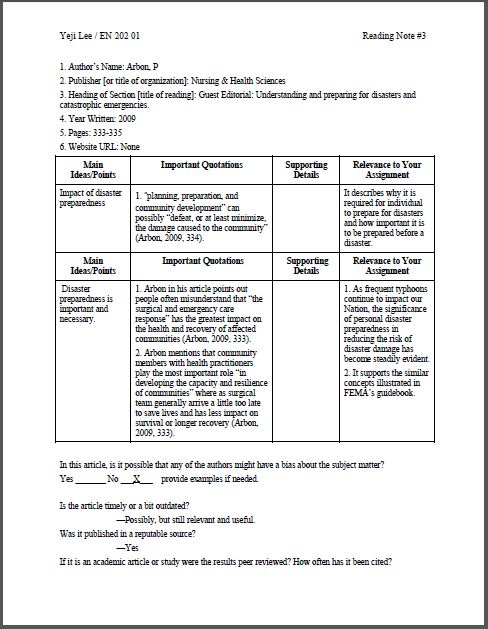 Yeji Lee / EN 202 01 Reading Note #3
1. Author's Name: Arbon, P
2. Publisher [or title of organization]: Nursing & Health Sciences
3. Heading of Section [title of reading]: Guest Editorial: Understanding and preparing for disasters and
catastrophic emergencies.
4. Year Written: 2009
5. Pages: 333-335
6. Website URL: None
Main
Ideas/Points
Important Quotations
Supporting
Details
Relevance to Your
Assignment
Impact of disaster
preparedness
1. "planning, preparation, and
community development" can
possibly "defeat, or at least minimize,
the damage caused to the community"
(Arbon, 2009, 334).
It describes why it is
required for individual
to prepare for disasters
and how important it is
to be prepared before a
disaster.
Main
Ideas/Points
Important Quotations
Supporting
Details
Relevance to Your
Assignment
Disaster
preparedness is
important and
necessary.
1. Arbon in his article points out
people often misunderstand that "the
surgical and emergency care
response" has the greatest impact on
the health and recovery of affected
communities (Arbon, 2009, 333).
2. Arbon mentions that community
members with health practitioners
play the most important role "in
developing the capacity and resilience
of communities" where as surgical
team generally arrive a little too late
to save lives and has less impact on
survival or longer recovery (Arbon,
2009, 333).
1. As frequent typhoons
continue to impact our
Nation, the significance
of personal disaster
preparedness in
reducing the risk of
disaster damage has
become steadily evident.
2. It supports the similar
concepts illustrated in
FEMA's guidebook.
In this article, is it possible that any of the authors might have a bias about the subject matter?
Yes _______ No ___X___ provide examples if needed.
Is the article timely or a bit outdated?
—Possibly, but still relevant and useful.
Was it published in a reputable source?
—Yes
If it is an academic article or study were the results peer reviewed? How often has it been cited?